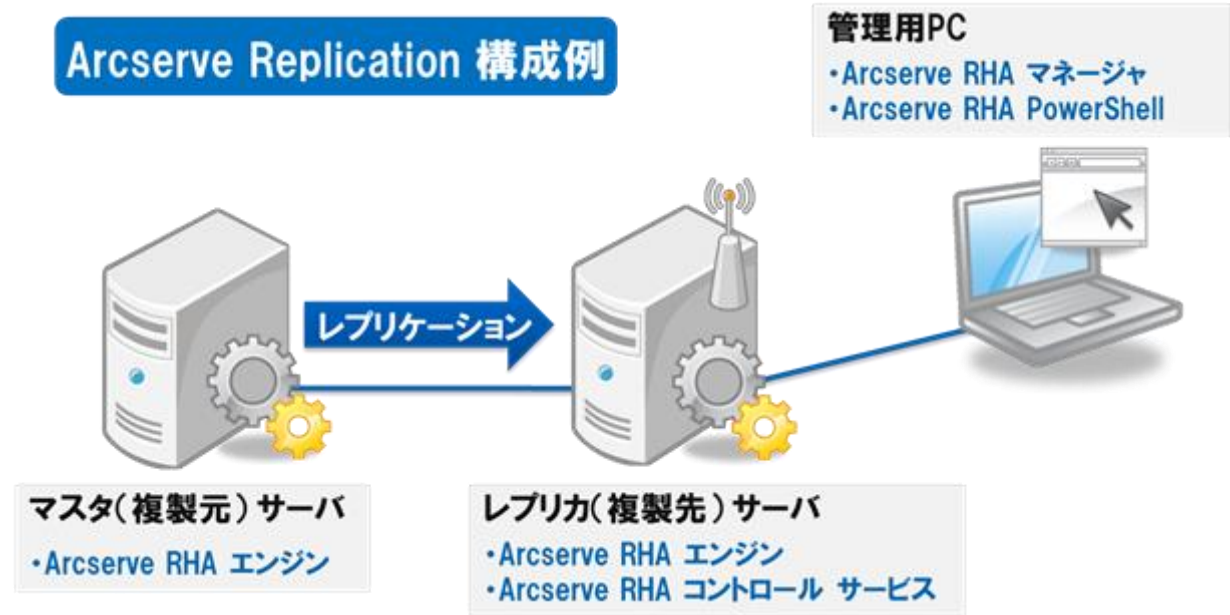 Arcserve Replication 構成例
管理用PC
・Arcserve RHA マネージャ
・Arcserve RHA PowerShell
レプリケーション
マスタ(複製元)サーバ
・Arcserve RHA エンジン
レプリカ(複製先)サーバ
・Arcserve RHA エンジン
・Arcserve RHA コントロール サービス